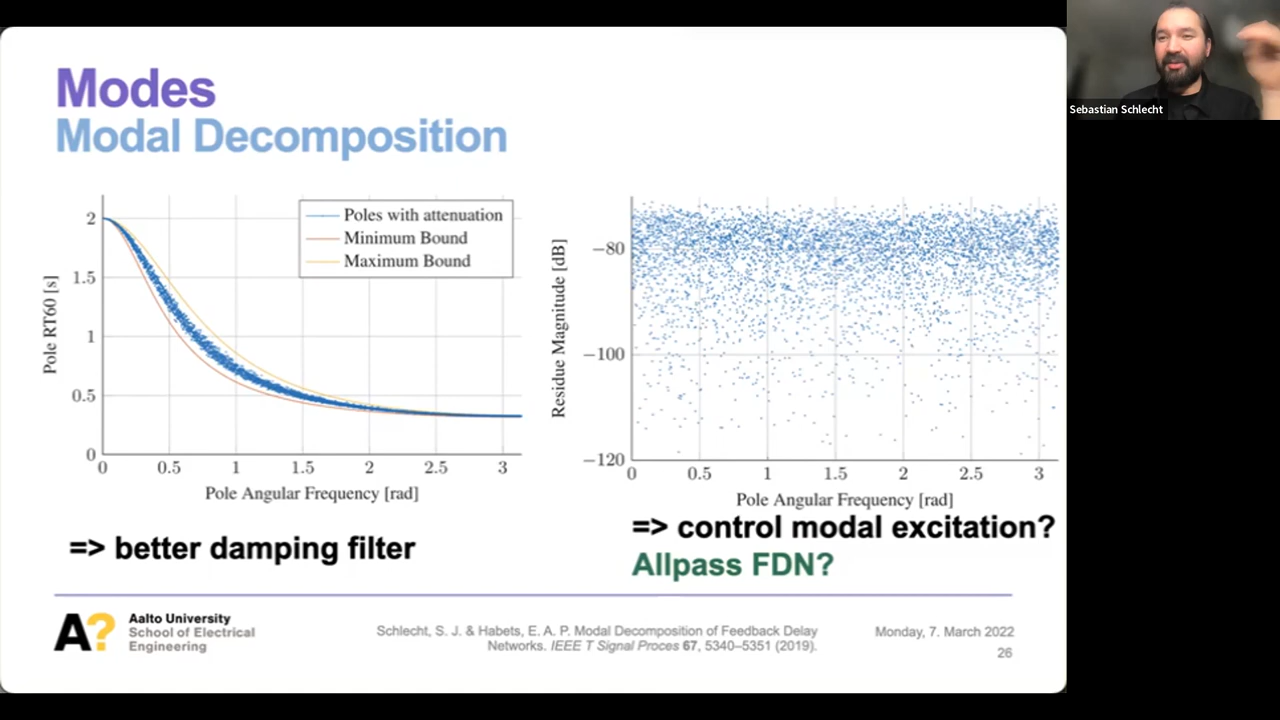 Modes
Modal Decomposition
Poles with attenuation
Minimum Bound
Maximum Bound
Pole RT60 [s]
2
1.5
1
0.5
0
0 0.5 1 1.5 2 2.5 3
Pole Angular Frequency [rad]
Residue Magnitude [dB]
−80
−100
−120
0 0.5 1 1.5 2 2.5 3
Pole Angular Frequency [rad]
=> better damping filter
=> control modal excitation?
Allpass FDN?
A?
Aalto University
School of Electrical
Engineering
Schlecht, S. J. & Habets, E. A. P. Modal Decomposition of Feedback Delay
Networks. IEEE T Signal Proces 67, 5340–5351 (2019).
Monday, 7. March 2022
26
Sebastian Schlecht